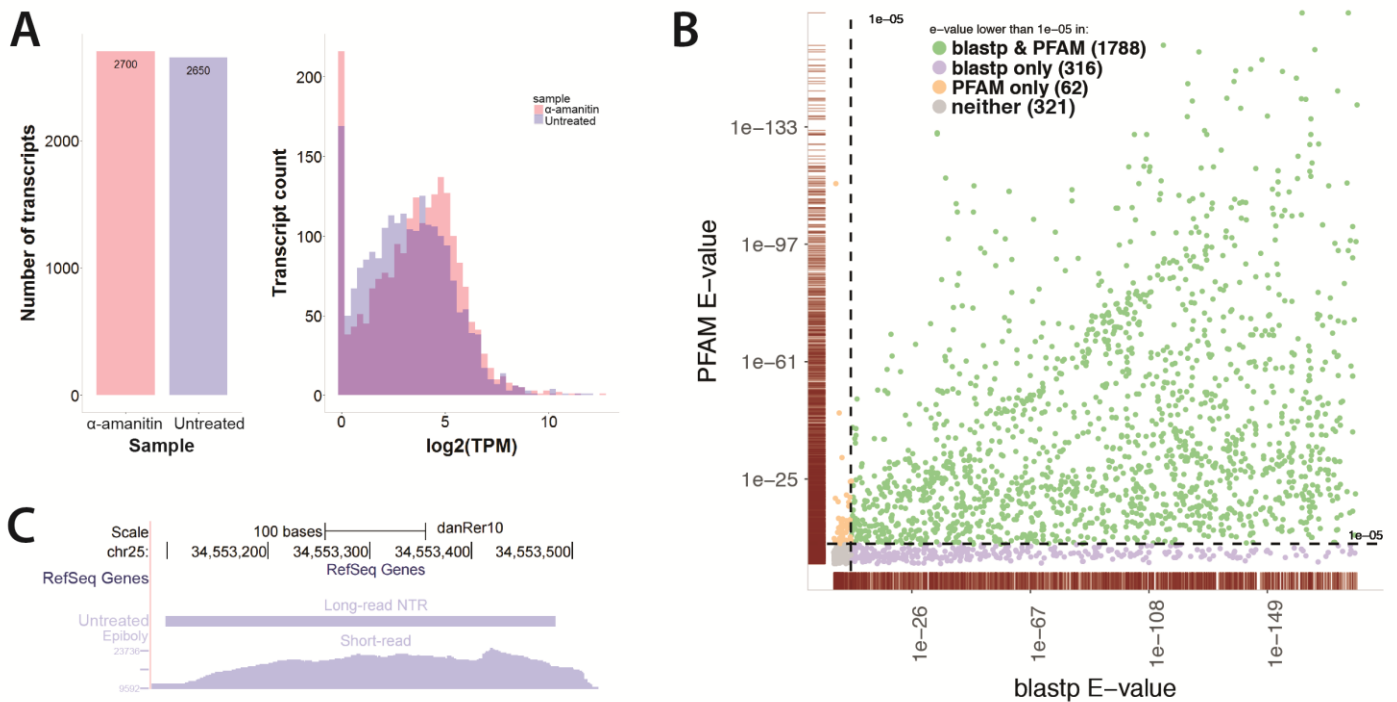 A
Number of transcripts
2000
1000
0
2700
2650
α-amanitin
Untreated
Sample
Transcript count
200
150
100
50
0
sample
α-amanitin
Untreated
0
5
10
log2(TPM)
B
PFAM E-value
1e-133
1e-97
1e-61
1e-25
1e-05
e-value lower than 1e-05 in:
blastp & PFAM (1788)
blastp only (316)
PFAM only (62)
neither (321)
1e-05
1e-26
1e-67
1e-108
1e-149
blastp E-value
C
Scale
100 bases
danRer10
chr25:
34,553,200
34,553,300
34,553,400
34,553,500
RefSeq Genes
RefSeq Genes
Long-read NTR
Untreated
Epiboly
Short-read
23736
9592